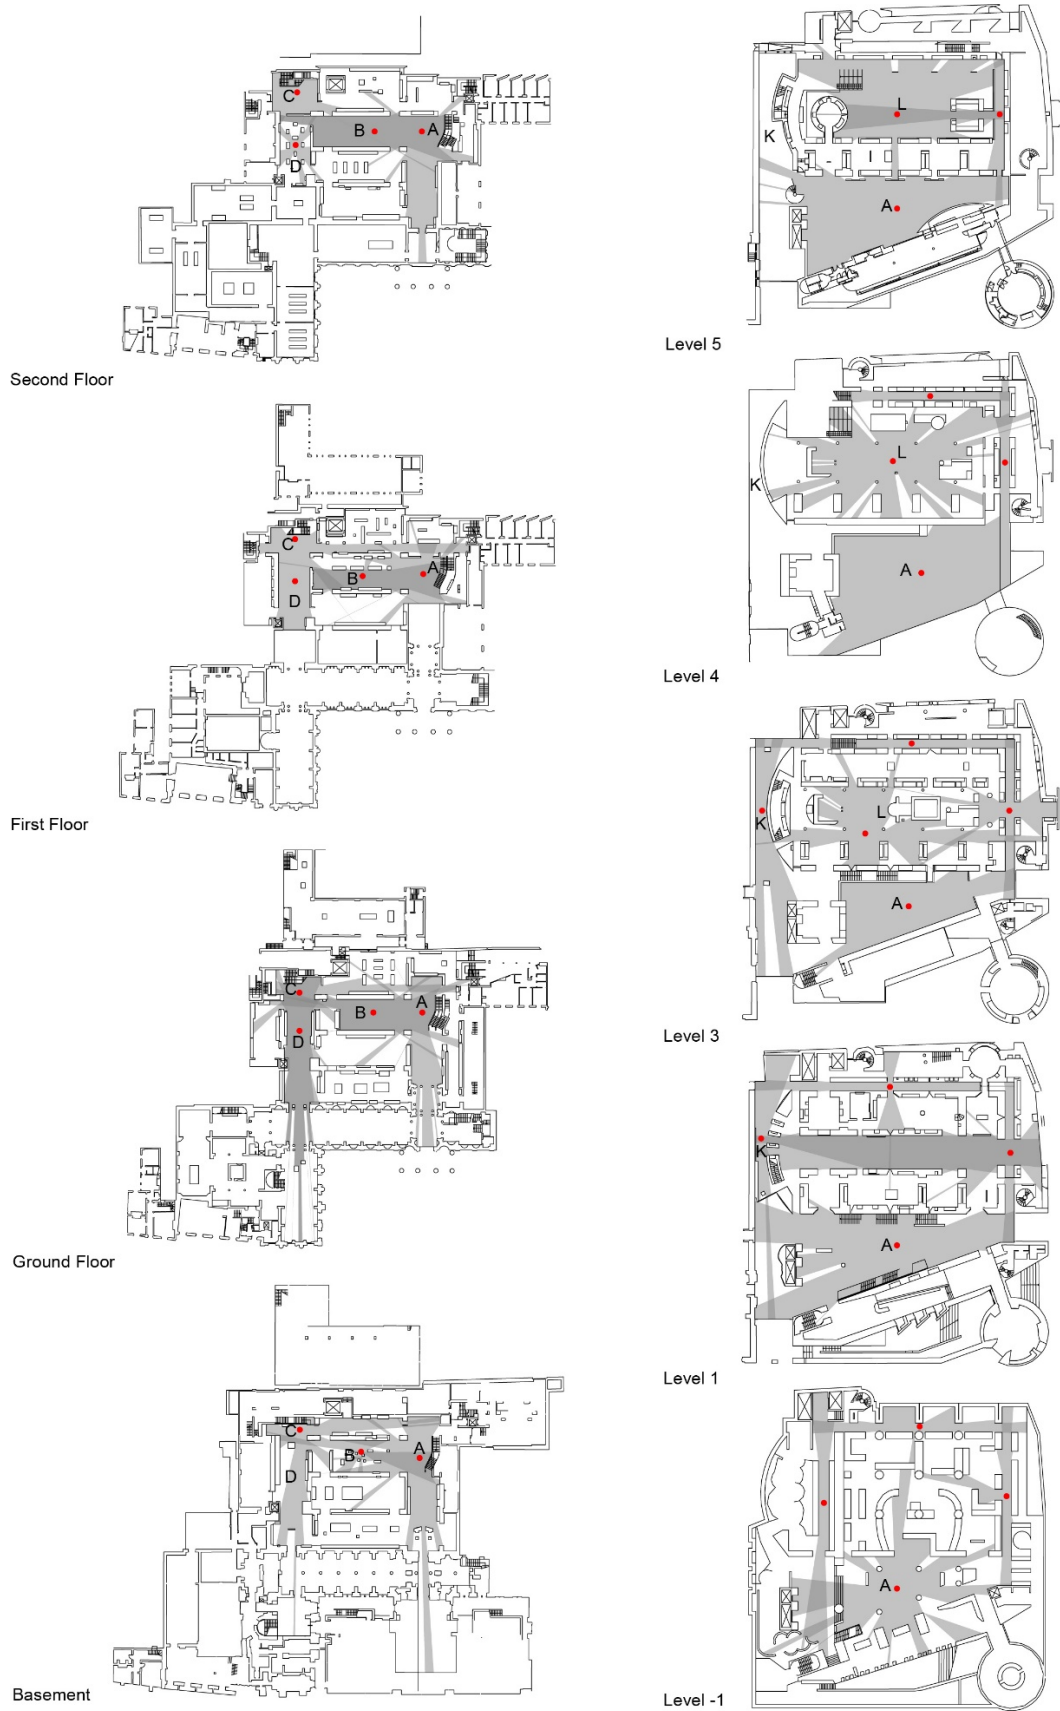 C
B
A
D
Second Floor
C
A
B
D
First Floor
C
B
A
D
Ground Floor
C
A
B
D
Basement
L
K
A
Level 5
L
K
A
Level 4
L
K
A
Level 3
K
A
Level 1
A
Level -1